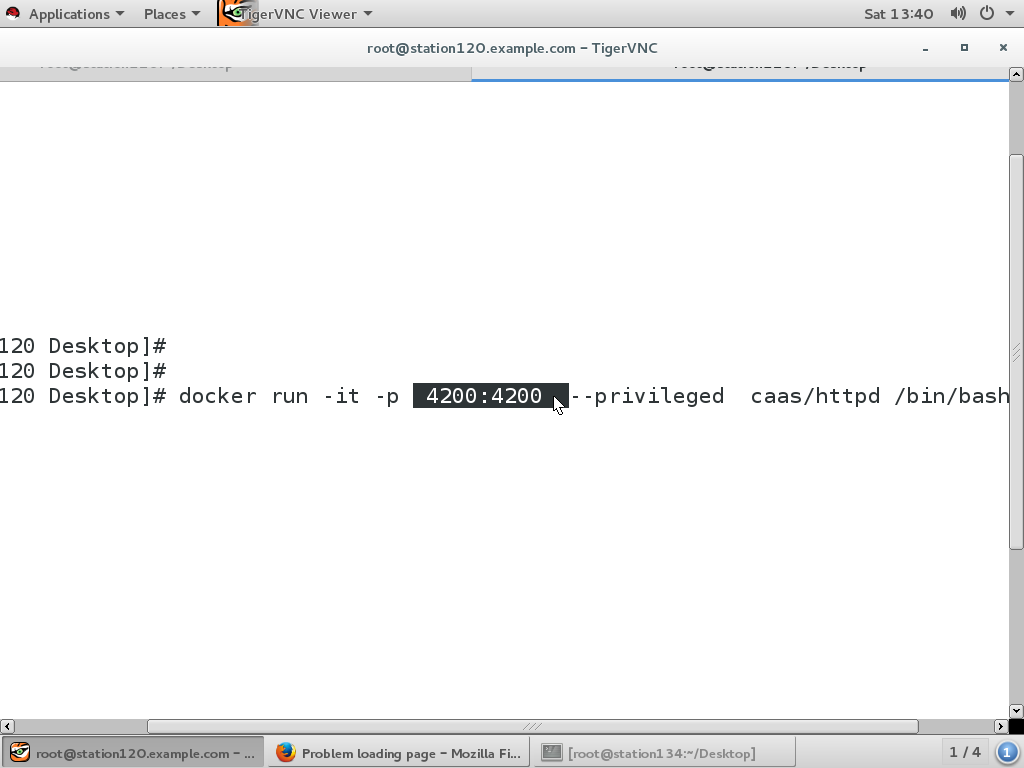 Applications Places TigerVNC Viewer Sat 13:40
root@station120.example.com – TigerVNC
120 Desktop]#
120 Desktop]#
120 Desktop]# docker run -it -p 4200:4200 --privileged caas/httpd /bin/bash
root@station120.example.com – ... Problem loading page – Mozilla Fi... [root@station134:~/Desktop] 1 / 4 1